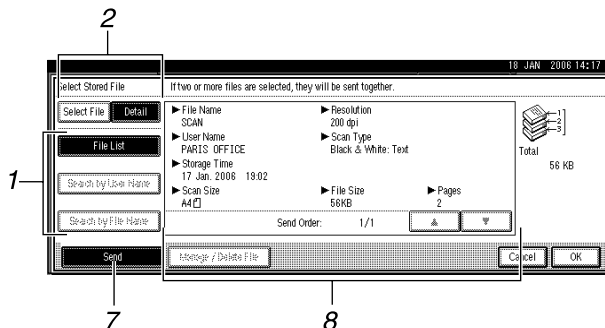 2
18 JAN 2006 14:17
Select Stored File If two or more files are selected, they will be sent together.
Select File Detail
► File Name ► Resolution
SCAN 200 dpi
► User Name ► Scan Type
PARIS OFFICE Black & White: Text
► Storage Time
17 Jan. 2006 19:02
► Scan Size ► File Size ► Pages
A4 56KB 2
Send Order: 1/1 ▲ ▼
File List
Search by User Name
Search by File Name
1
1
2
3
Total
56 KB
Send Manage / Delete File Cancel OK
7 8